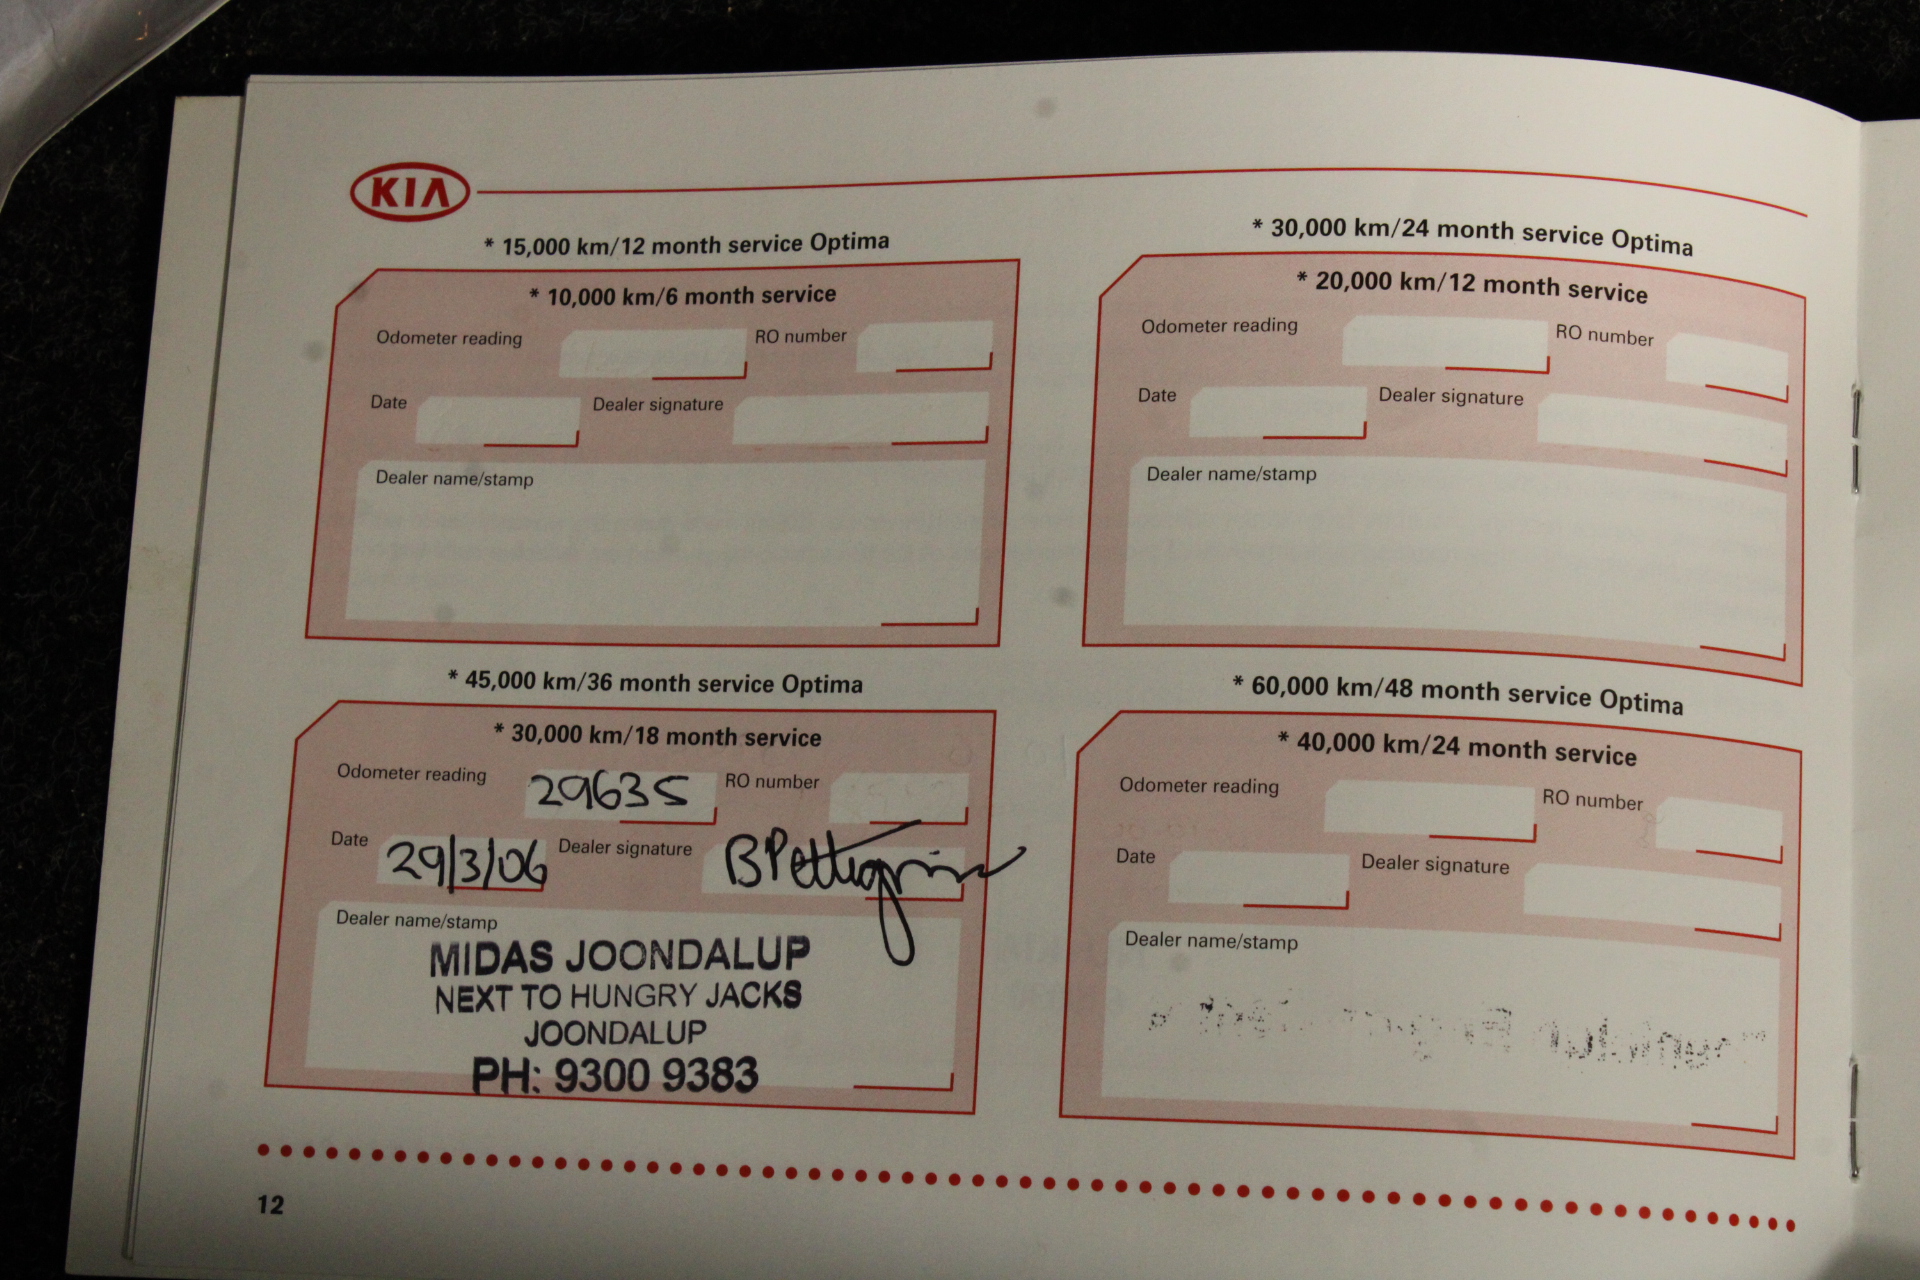 KIA
* 15,000 km/12 month service Optima
* 10,000 km/6 month service
Odometer reading RO number
Date Dealer signature
Dealer name/stamp
* 30,000 km/24 month service Optima
* 20,000 km/12 month service
Odometer reading RO number
Date Dealer signature
Dealer name/stamp
* 45,000 km/36 month service Optima
* 30,000 km/18 month service
Odometer reading 29635 RO number
Date 29/3/06 Dealer signature
Dealer name/stamp
MIDAS JOONDALUP
NEXT TO HUNGRY JACKS
JOONDALUP
PH: 9300 9383
* 60,000 km/48 month service Optima
* 40,000 km/24 month service
Odometer reading RO number
Date Dealer signature
Dealer name/stamp
12